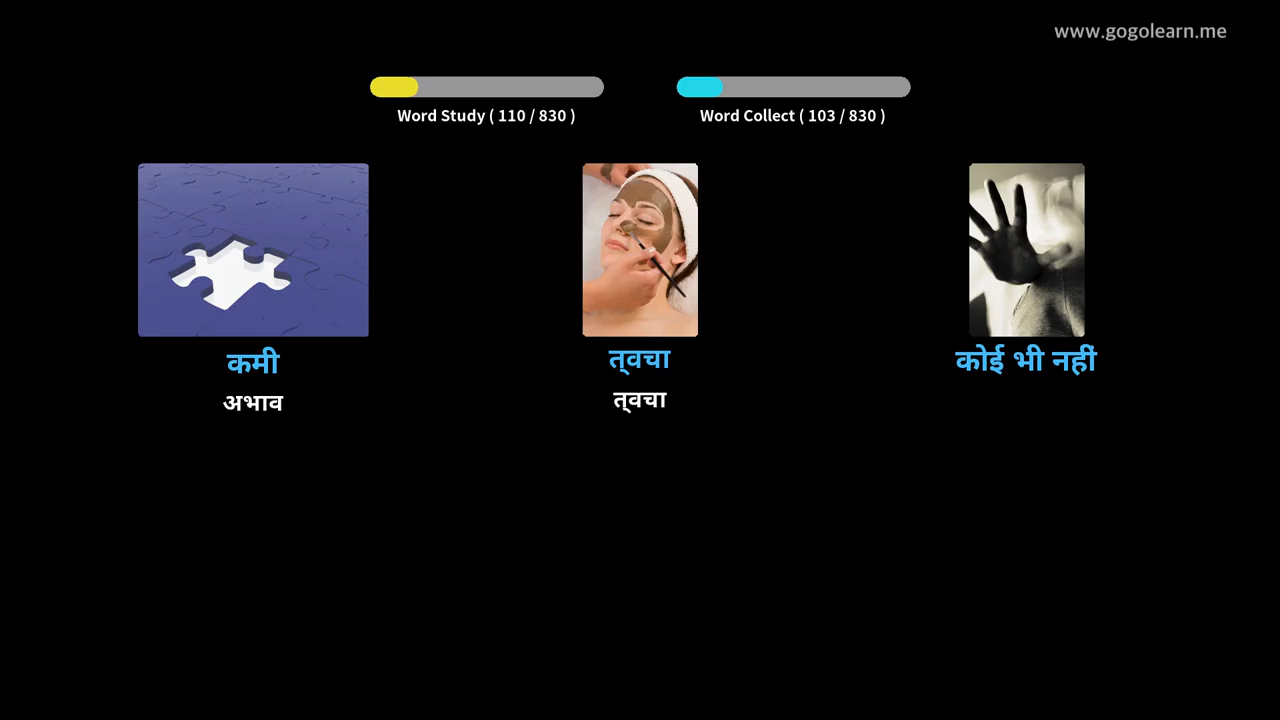 www.gogolearn.me
Word Study ( 110 / 830 )
Word Collect ( 103 / 830 )
कमी
त्वचा
कोई भी नहीं
अभाव
त्वचा